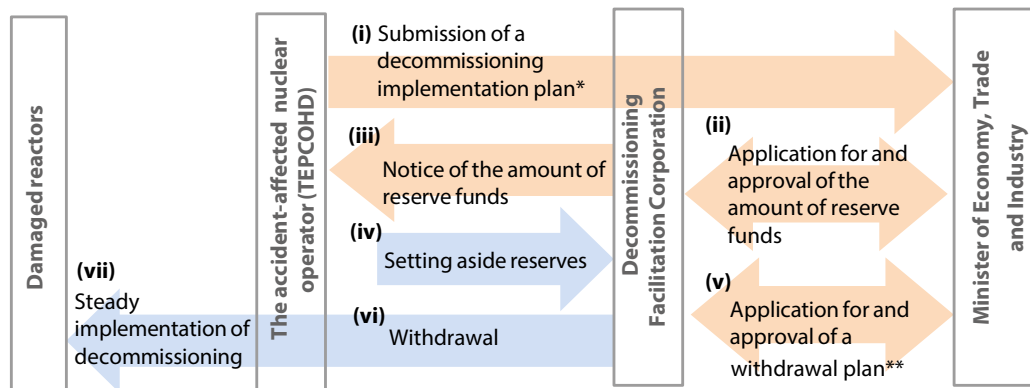 Damaged reactors
The accident-affected nuclear
operator (TEPCOHD)
Decommissioning
Facilitation Corporation
Minister of Economy, Trade
and Industry
(i) Submission of a
decommissioning
implementation plan*
(ii)
Application for and
approval of the
amount of reserve
funds
(iii)
Notice of the amount of
reserve funds
(iv)
Setting aside reserves
(v)
Application for and
approval of a
withdrawal plan**
(vi)
Withdrawal
(vii)
Steady
implementation of
decommissioning